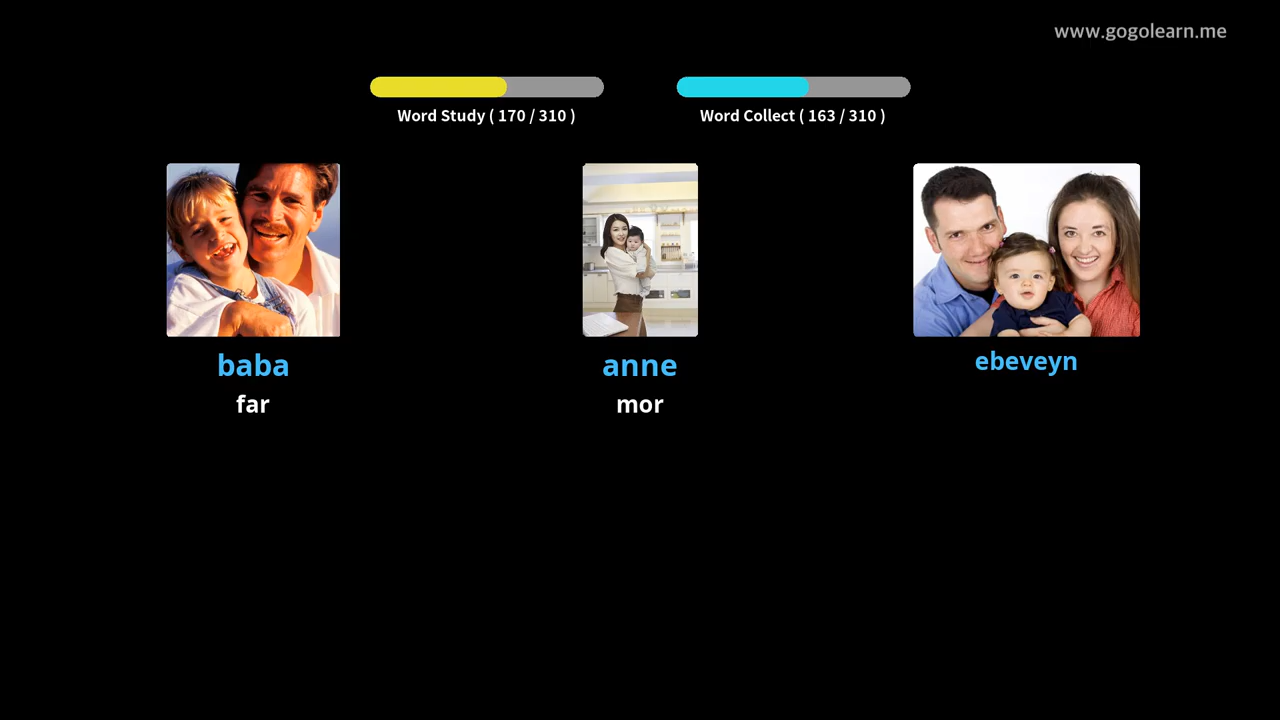 www.gogolearn.me
Word Study ( 170 / 310 )
Word Collect ( 163 / 310 )
baba
far
anne
mor
ebeveyn